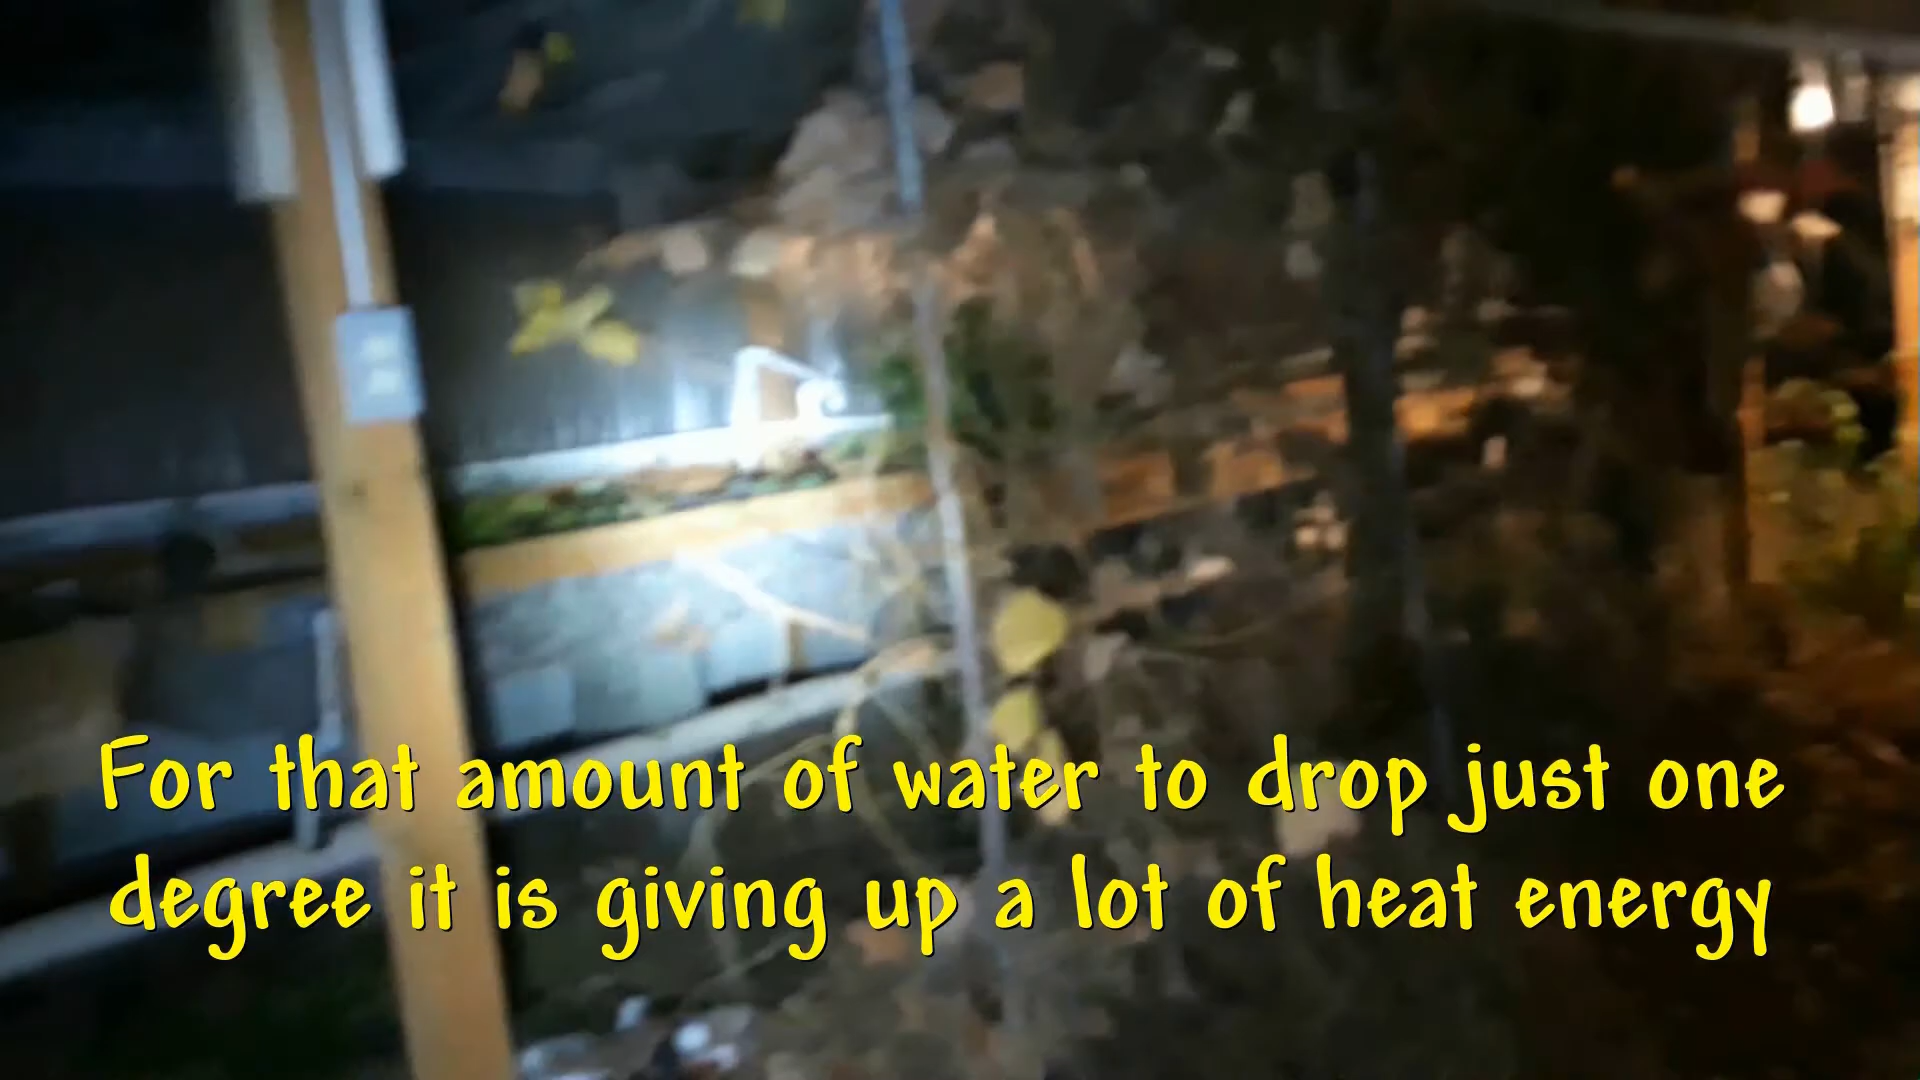 For that amount of water to drop just one
degree it is giving up a lot of heat energy